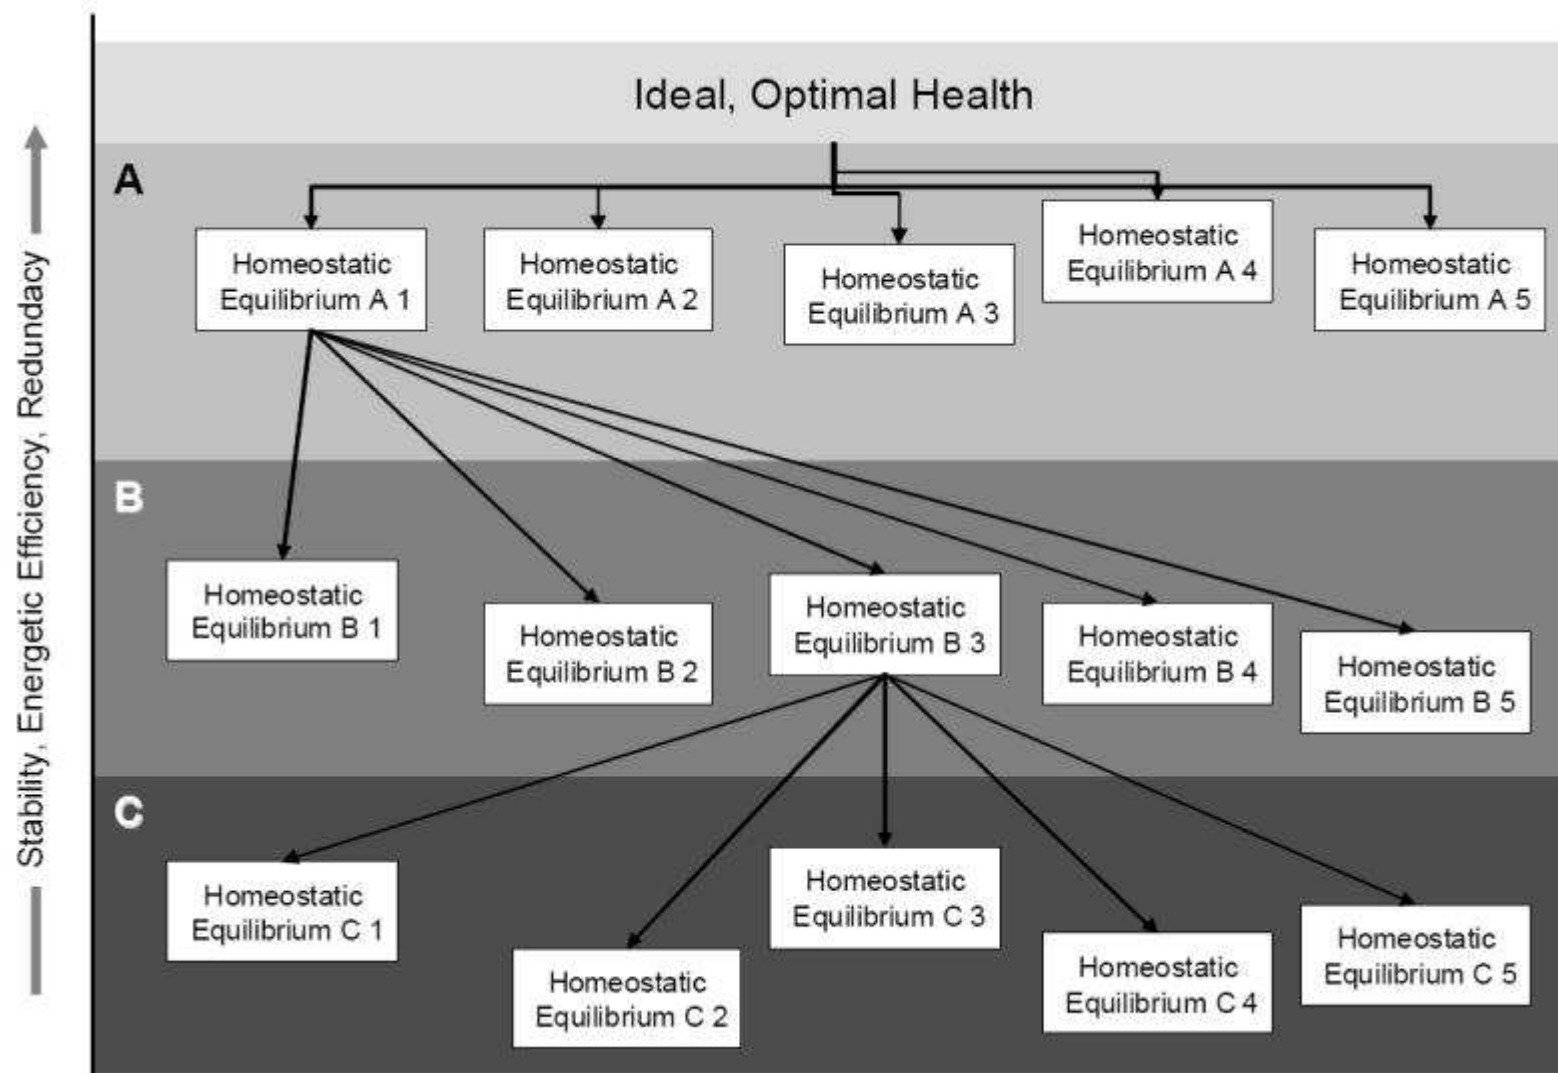 Ideal, Optimal Health
A
Homeostatic
Equilibrium A 1
Homeostatic
Equilibrium A 2
Homeostatic
Equilibrium A 3
Homeostatic
Equilibrium A 4
Homeostatic
Equilibrium A 5
B
Homeostatic
Equilibrium B 1
Homeostatic
Equilibrium B 2
Homeostatic
Equilibrium B 3
Homeostatic
Equilibrium B 4
Homeostatic
Equilibrium B 5
C
Homeostatic
Equilibrium C 1
Homeostatic
Equilibrium C 2
Homeostatic
Equilibrium C 3
Homeostatic
Equilibrium C 4
Homeostatic
Equilibrium C 5
Stability, Energetic Efficiency, Redundacy